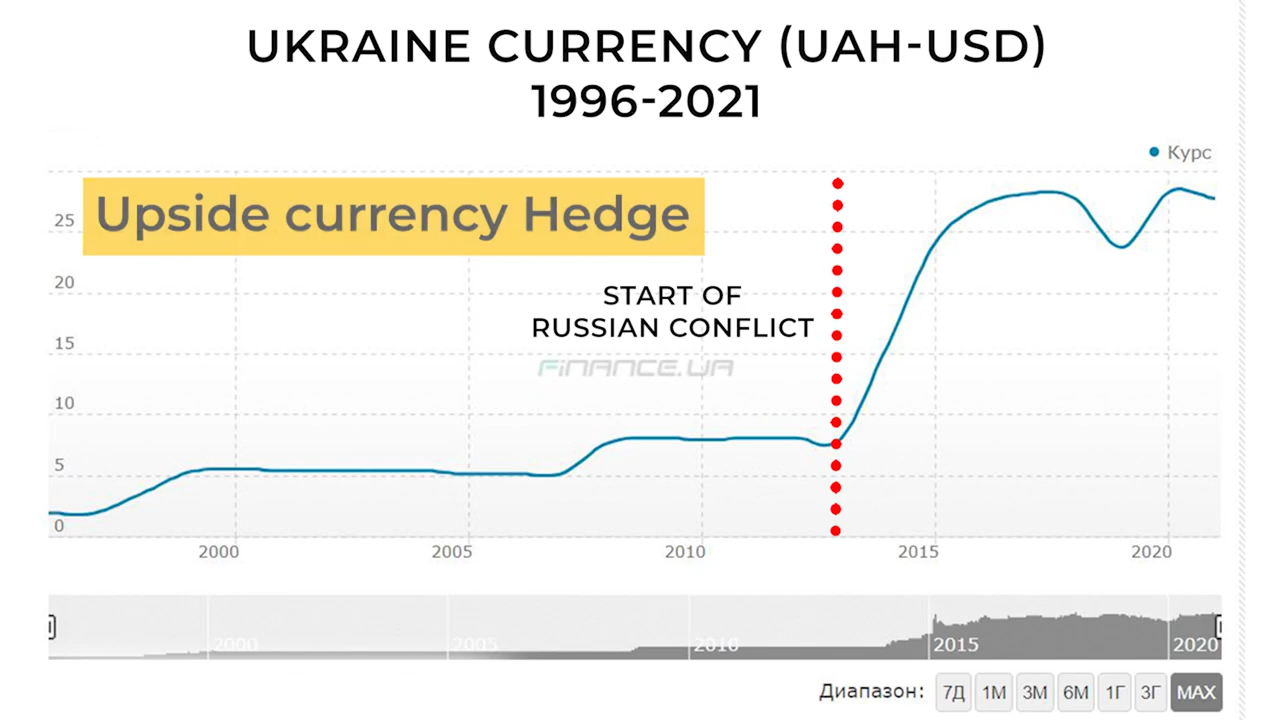 UKRAINE CURRENCY (UAH-USD)
1996-2021
Курс
Upside currency Hedge
25
20
START OF
RUSSIAN CONFLICT
15
FINANCE.UA
10
5
0
2000 2005 2010 2015 2020
2000 2005 2010 2015 2020
Диапазон: 7Д 1М 3М 6М 1Г 3Г MAX